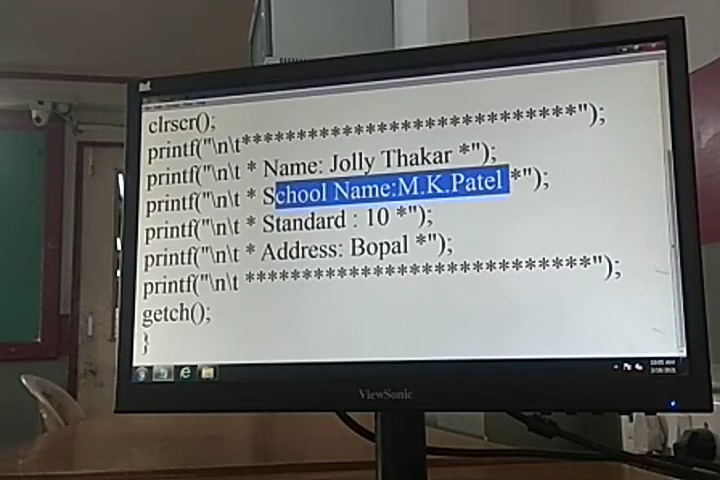 clrscr();
printf("\n\t****************************");
printf("\n\t * Name: Jolly Thakar *");
printf("\n\t * School Name:M.K.Patel *");
printf("\n\t * Standard : 10 *");
printf("\n\t * Address: Bopal *");
printf("\n\t ****************************");
getch();
}
ViewSonic